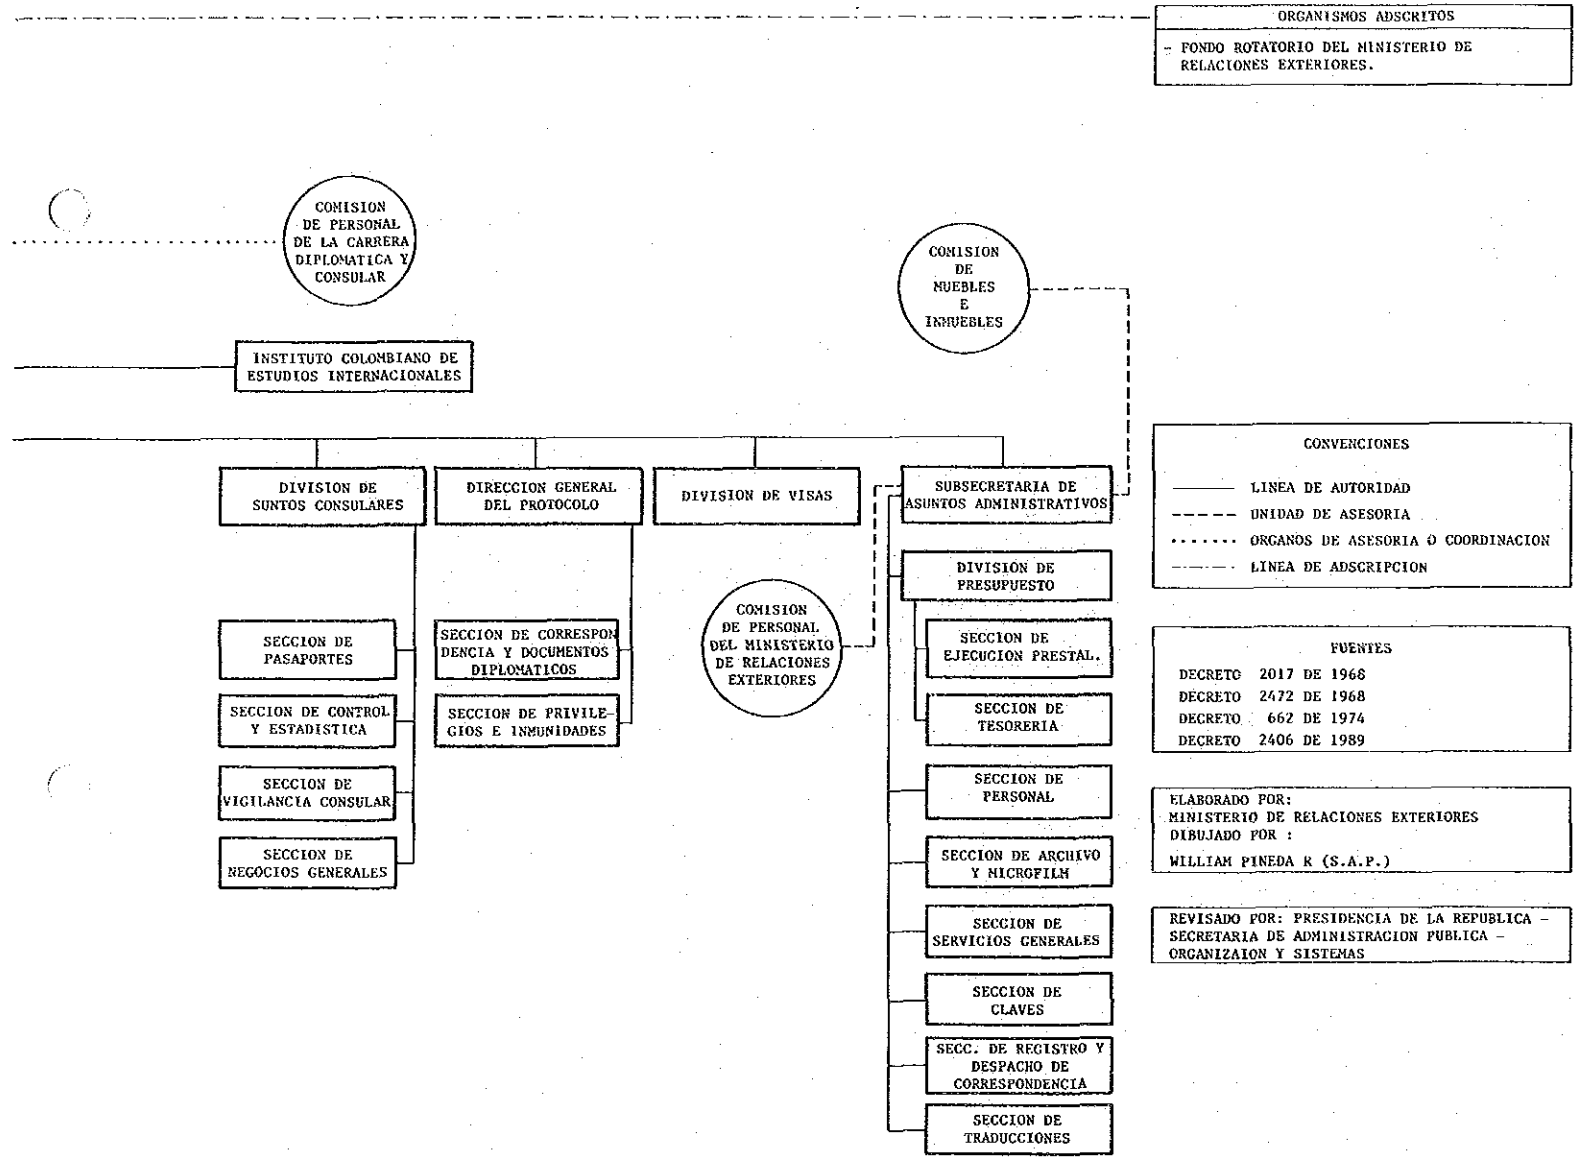 ORGANISMOS ADSCRITOS
- FONDO ROTATORIO DEL MINISTERIO DE
RELACIONES EXTERIORES.
COMISION
DE PERSONAL
DE LA CARRERA
DIPLOMATICA Y
CONSULAR
COMISION
DE
MUEBLES
E
INMUEBLES
INSTITUTO COLOMBIANO DE
ESTUDIOS INTERNACIONALES
DIVISION DE
SUNTOS CONSULARES
DIRECCION GENERAL
DEL PROTOCOLO
DIVISION DE VISAS
SUBSECRETARIA DE
ASUNTOS ADMINISTRATIVOS
SECCION DE
PASAPORTES
SECCION DE CONTROL
Y ESTADISTICA
SECCION DE
VIGILANCIA CONSULAR
SECCION DE
NEGOCIOS GENERALES
SECCION DE CORRESPON
DENCIA Y DOCUMENTOS
DIPLOMATICOS
SECCION DE PRIVILE-
GIOS E INMUNIDADES
COMISION
DE PERSONAL
DEL MINISTERIO
DE RELACIONES
EXTERIORES
DIVISION DE
PRESUPUESTO
SECCION DE
EJECUCION PRESTAL.
SECCION DE
TESORERIA
SECCION DE
PERSONAL
SECCION DE ARCHIVO
Y MICROFILM
SECCION DE
SERVICIOS GENERALES
SECCION DE
CLAVES
SECC. DE REGISTRO Y
DESPACHO DE
CORRESPONDENCIA
SECCION DE
TRADUCCIONES
CONVENCIONES
LINEA DE AUTORIDAD
UNIDAD DE ASESORIA
ORGANOS DE ASESORIA O COORDINACION
LINEA DE ADSCRIPCION
FUENTES
DECRETO 2017 DE 1968
DECRETO 2472 DE 1968
DECRETO 662 DE 1974
DECRETO 2406 DE 1989
ELABORADO POR:
MINISTERIO DE RELACIONES EXTERIORES
DIBUJADO POR :
WILLIAM PINEDA R (S.A.P.)
REVISADO POR: PRESIDENCIA DE LA REPUBLICA -
SECRETARIA DE ADMINISTRACION PUBLICA -
ORGANIZAION Y SISTEMAS